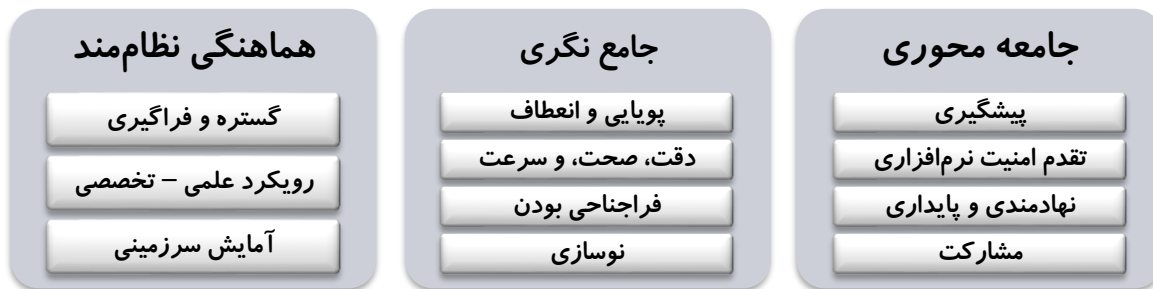 جامعه محوری
پیشگیری
تقدم امنیت نرم‌افزاری
نهادمندی و پایداری
مشارکت
جامع نگری
پویایی و انعطاف
دقت، صحت، و سرعت
فراجناحی بودن
نوسازی
هماهنگی نظام‌مند
گستره و فراگیری
رویکرد علمی – تخصصی
آمایش سرزمینی